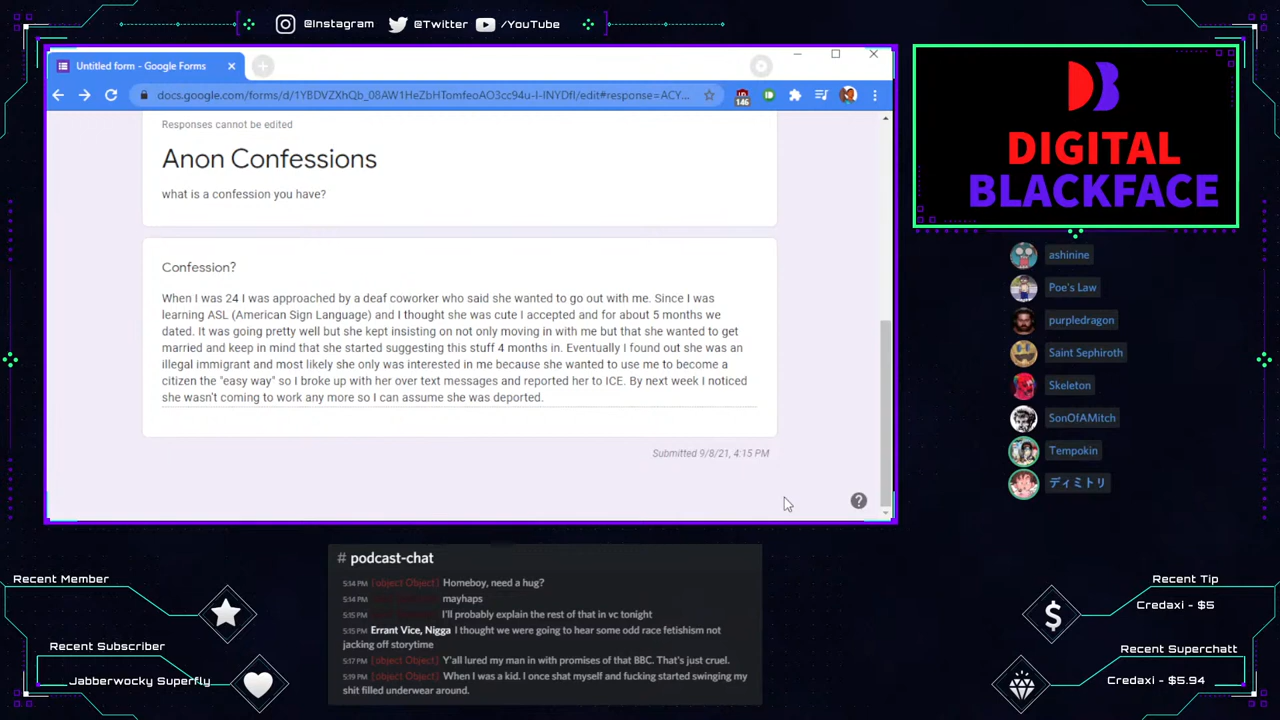 @Instagram @Twitter /YouTube
Untitled form - Google Forms
docs.google.com/forms/d/1YBDVZXhQb_08AW1HeZbHTomfeoAO3cc94u-I-INYDfI/edit#response=ACY...
146
Responses cannot be edited
Anon Confessions
what is a confession you have?
Confession?
When I was 24 I was approached by a deaf coworker who said she wanted to go out with me. Since I was
learning ASL (American Sign Language) and I thought she was cute I accepted and for about 5 months we
dated. It was going pretty well but she kept insisting on not only moving in with me but that she wanted to get
married and keep in mind that she started suggesting this stuff 4 months in. Eventually I found out she was an
illegal immigrant and most likely she only was interested in me because she wanted to use me to become a
citizen the "easy way" so I broke up with her over text messages and reported her to ICE. By next week I noticed
she wasn't coming to work any more so I can assume she was deported.
Submitted 9/8/21, 4:15 PM
DB
DIGITAL
BLACKFACE
ashinine
Poe's Law
purpledragon
Saint Sephiroth
Skeleton
SonOfAMitch
Tempokin
ディミトリ
# podcast-chat
5:14 PM [object Object] Homeboy, need a hug?
5:14 PM mayhaps
5:15 PM I'll probably explain the rest of that in vc tonight
5:15 PM Errant Vice, Nigga I thought we were going to hear some odd race fetishism not
jacking off storytime
5:17 PM [object Object] Y'all lured my man in with promises of that BBC. That's just cruel.
5:19 PM [object Object] When I was a kid. I once shat myself and fucking started swinging my
shit filled underwear around.
Recent Member
Recent Subscriber
Jabberwocky Superfly
Recent Tip
Credaxi - $5
Recent Superchatt
Credaxi - $5.94